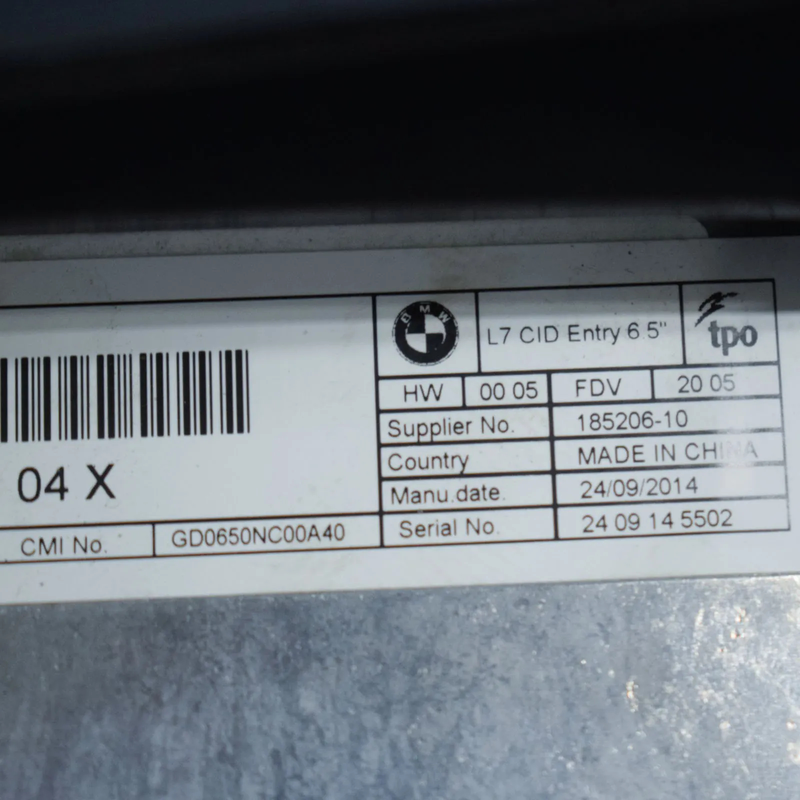 BMW
L7 CID Entry 6.5"
tpo
HW 00 05 FDV 20 05
Supplier No. 185206-10
Country MADE IN CHINA
Manu.date. 24/09/2014
Serial No. 24 09 14 5502
04 X
CMI No. GD0650NC00A40